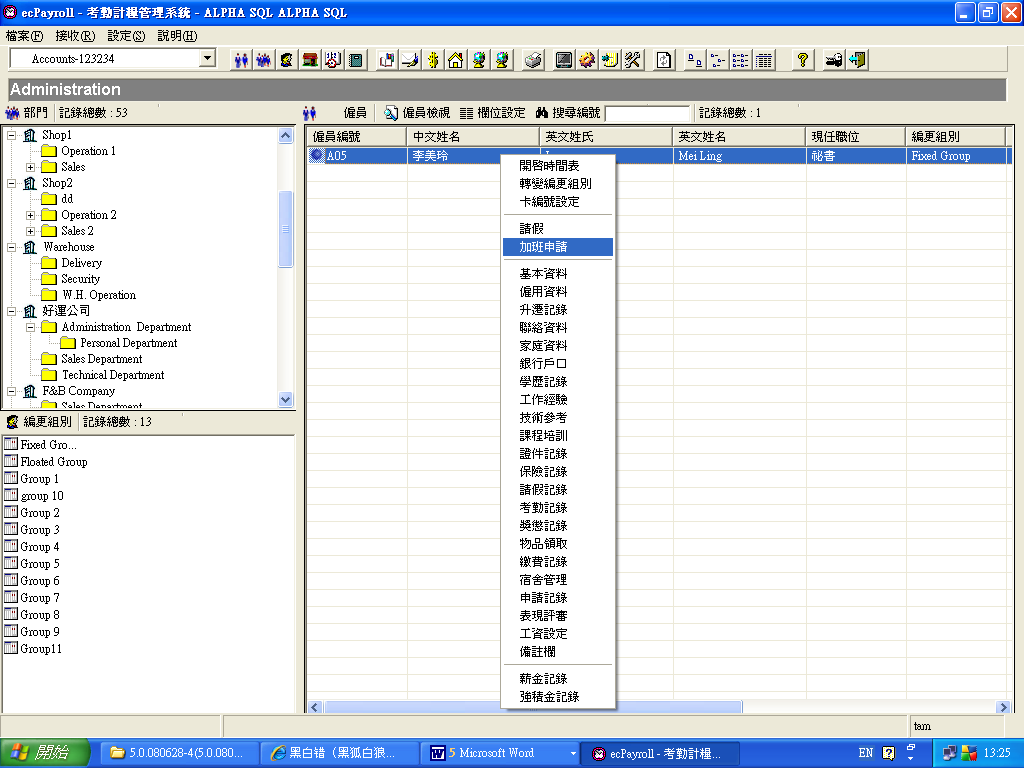 ecPayroll - 考勤計糧管理系統 - ALPHA SQL ALPHA SQL
檔案(F) 接收(R) 設定(S) 說明(H)
Accounts-123234
Administration
部門 記錄總數 : 53
僱員 僱員檢視 欄位設定 搜尋編號 記錄總數 : 1
Shop1
Operation 1
Sales
Shop2
dd
Operation 2
Sales 2
Warehouse
Delivery
Security
W.H. Operation
好運公司
Administration Department
Personal Department
Sales Department
Technical Department
F&B Company
Sales Department
編更組別 記錄總數 : 13
Fixed Gro...
Floated Group
Group 1
group 10
Group 2
Group 3
Group 4
Group 5
Group 6
Group 7
Group 8
Group 9
Group11
僱員編號 中文姓名 英文姓氏 英文姓名 現任職位 編更組別
A05 李美玲 Mei Ling 祕書 Fixed Group
開啓時間表
轉變編更組別
卡編號設定
請假
加班申請
基本資料
僱用資料
升遷記錄
聯絡資料
家庭資料
銀行戶口
學歷記錄
工作經驗
技術參考
課程培訓
證件記錄
保險記錄
請假記錄
考勤記錄
獎懲記錄
物品領取
繳費記錄
宿舍管理
申請記錄
表現評審
工資設定
備註欄
薪金記錄
強積金記錄
tam
開始 5.0.080628-4(5.0.080... 黑白错（黑狐白狼... 5 Microsoft Word ecPayroll - 考勤計糧... EN 13:25